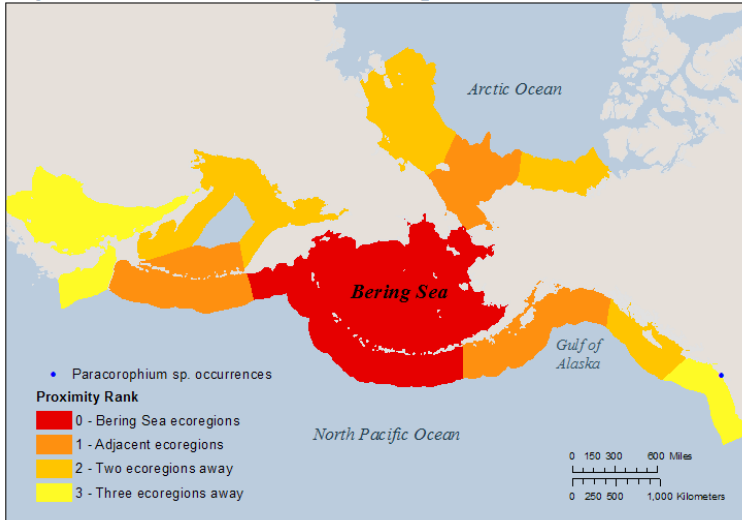 Arctic Ocean
Bering Sea
Gulf of
Alaska
Paracorophium sp. occurrences
Proximity Rank
0 - Bering Sea ecoregions
1 - Adjacent ecoregions
2 - Two ecoregions away
3 - Three ecoregions away
North Pacific Ocean
0 150 300 600 Miles
0 250 500 1,000 Kilometers